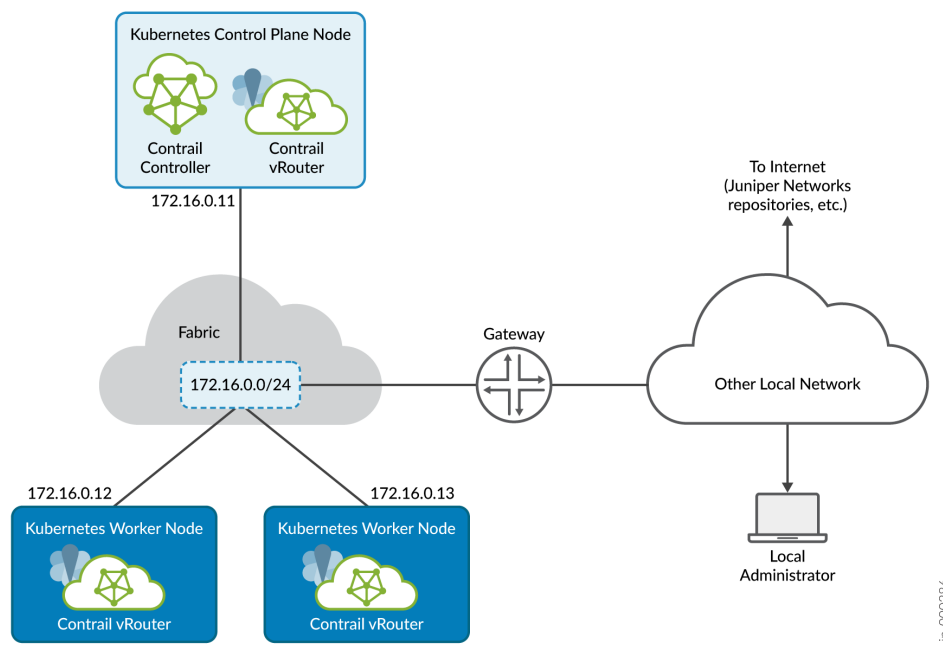 Kubernetes Control Plane Node
Contrail
Controller
Contrail
vRouter
172.16.0.11
To Internet
(Juniper Networks
repositories, etc.)
Fabric
Gateway
172.16.0.0/24
Other Local Network
172.16.0.12
172.16.0.13
Kubernetes Worker Node
Kubernetes Worker Node
Contrail vRouter
Contrail vRouter
Local
Administrator